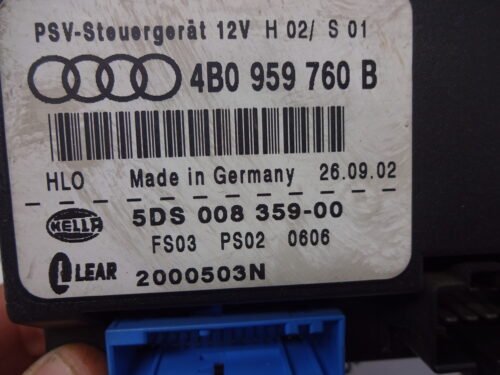 PSV-Steuergerät 12V H 02/ S 01
4B0 959 760 B
HLO Made in Germany 26.09.02
HELLA 5DS 008 359-00
FS03 PS02 0606
LEAR 2000503N